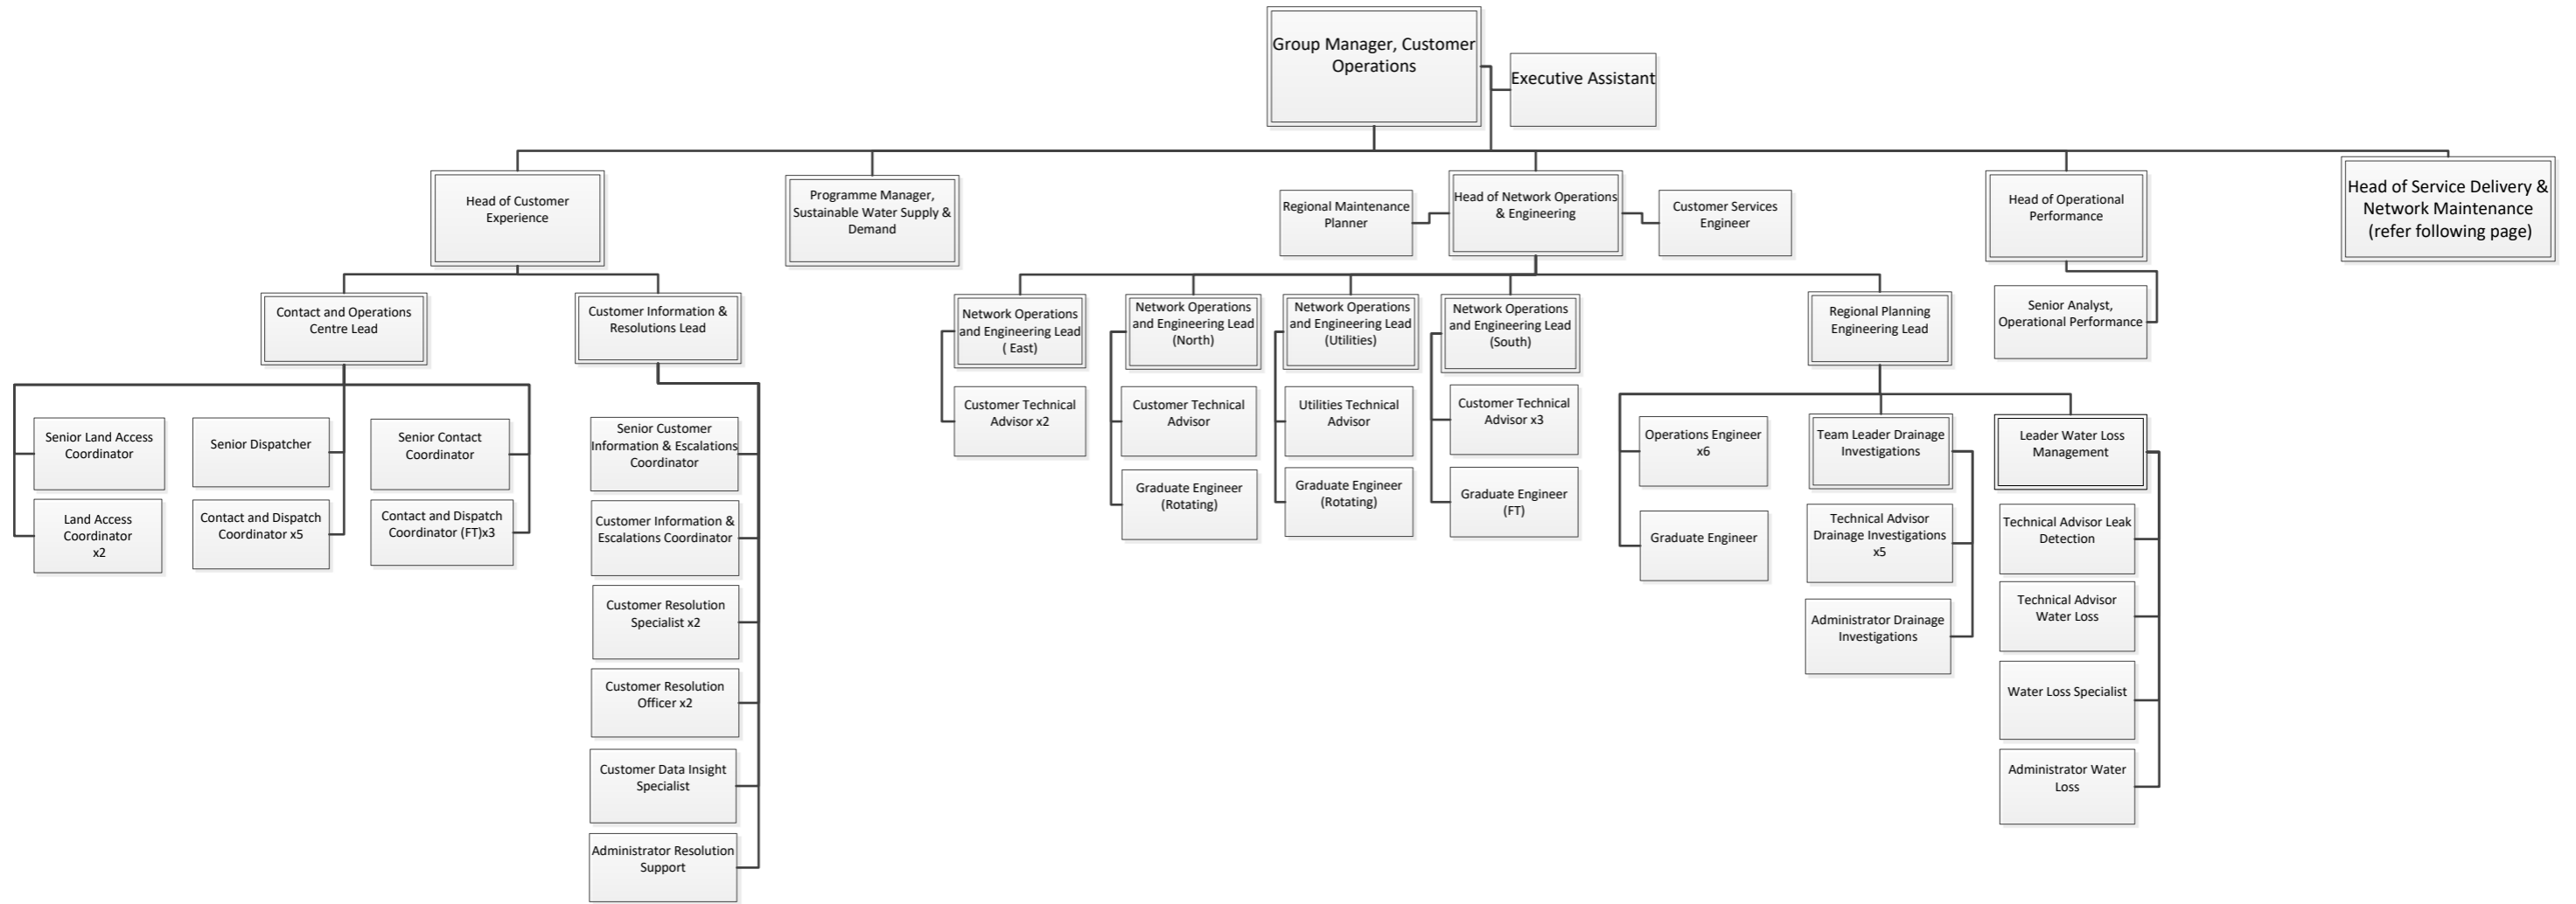 Group Manager, Customer
Operations
Executive Assistant
Head of Customer
Experience
Programme Manager,
Sustainable Water Supply &
Demand
Regional Maintenance
Planner
Head of Network Operations
& Engineering
Customer Services
Engineer
Head of Operational
Performance
Head of Service Delivery &
Network Maintenance
(refer following page)
Contact and Operations
Centre Lead
Customer Information &
Resolutions Lead
Network Operations
and Engineering Lead
( East)
Network Operations
and Engineering Lead
(North)
Network Operations
and Engineering Lead
(Utilities)
Network Operations
and Engineering Lead
(South)
Regional Planning
Engineering Lead
Senior Analyst,
Operational Performance
Senior Land Access
Coordinator
Senior Dispatcher
Senior Contact
Coordinator
Land Access
Coordinator
x2
Contact and Dispatch
Coordinator x5
Contact and Dispatch
Coordinator (FT)x3
Senior Customer
Information & Escalations
Coordinator
Customer Information &
Escalations Coordinator
Customer Resolution
Specialist x2
Customer Resolution
Officer x2
Customer Data Insight
Specialist
Administrator Resolution
Support
Customer Technical
Advisor x2
Customer Technical
Advisor
Graduate Engineer
(Rotating)
Utilities Technical
Advisor
Graduate Engineer
(Rotating)
Customer Technical
Advisor x3
Graduate Engineer
(FT)
Operations Engineer
x6
Graduate Engineer
Team Leader Drainage
Investigations
Technical Advisor
Drainage Investigations
x5
Administrator Drainage
Investigations
Leader Water Loss
Management
Technical Advisor Leak
Detection
Technical Advisor
Water Loss
Water Loss Specialist
Administrator Water
Loss